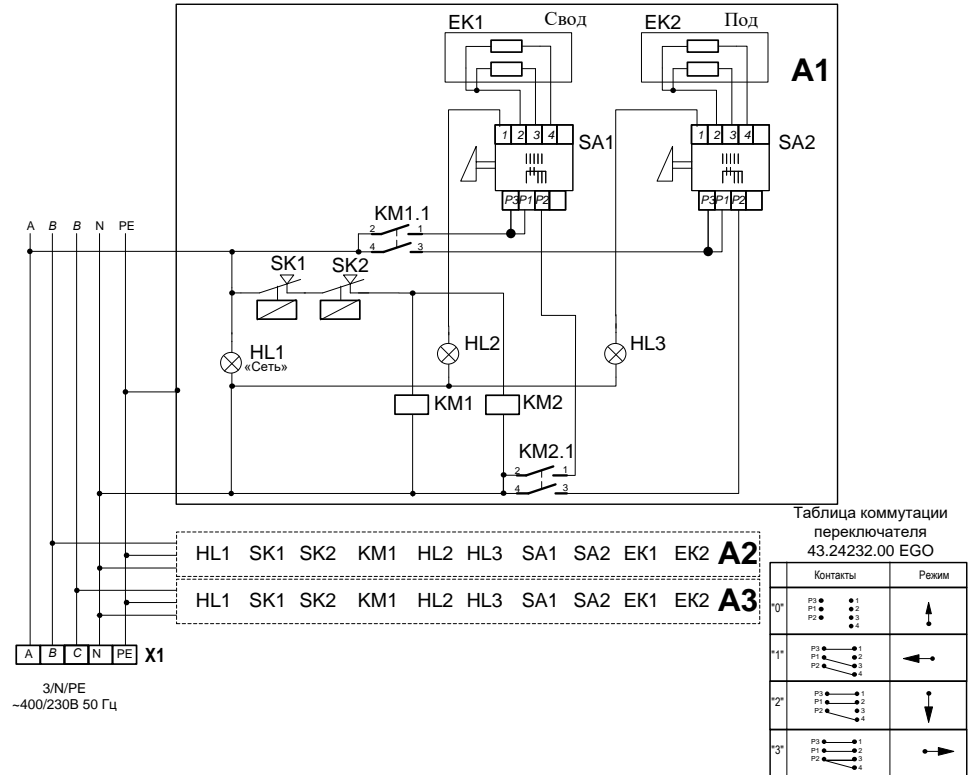 EK1 Свод
EK2 Под
A1
1 2 3 4
SA1
1 2 3 4
SA2
P3 P1 P2
P3 P1 P2
KM1.1
2 1
4 3
A B B N PE
SK1 SK2
HL1
«Сеть»
HL2
HL3
KM1
KM2
KM2.1
2 1
4 3
HL1 SK1 SK2 KM1 HL2 HL3 SA1 SA2 EK1 EK2 A2
HL1 SK1 SK2 KM1 HL2 HL3 SA1 SA2 EK1 EK2 A3
A B C N PE X1
3/N/PE
~400/230В 50 Гц
Таблица коммутации
переключателя
43.24232.00 EGO
Контакты Режим
"0"
P3 1
P1 2
P2 3
4
"1"
P3 1
P1 2
P2 3
4
"2"
P3 1
P1 2
P2 3
4
"3"
P3 1
P1 2
P2 3
4